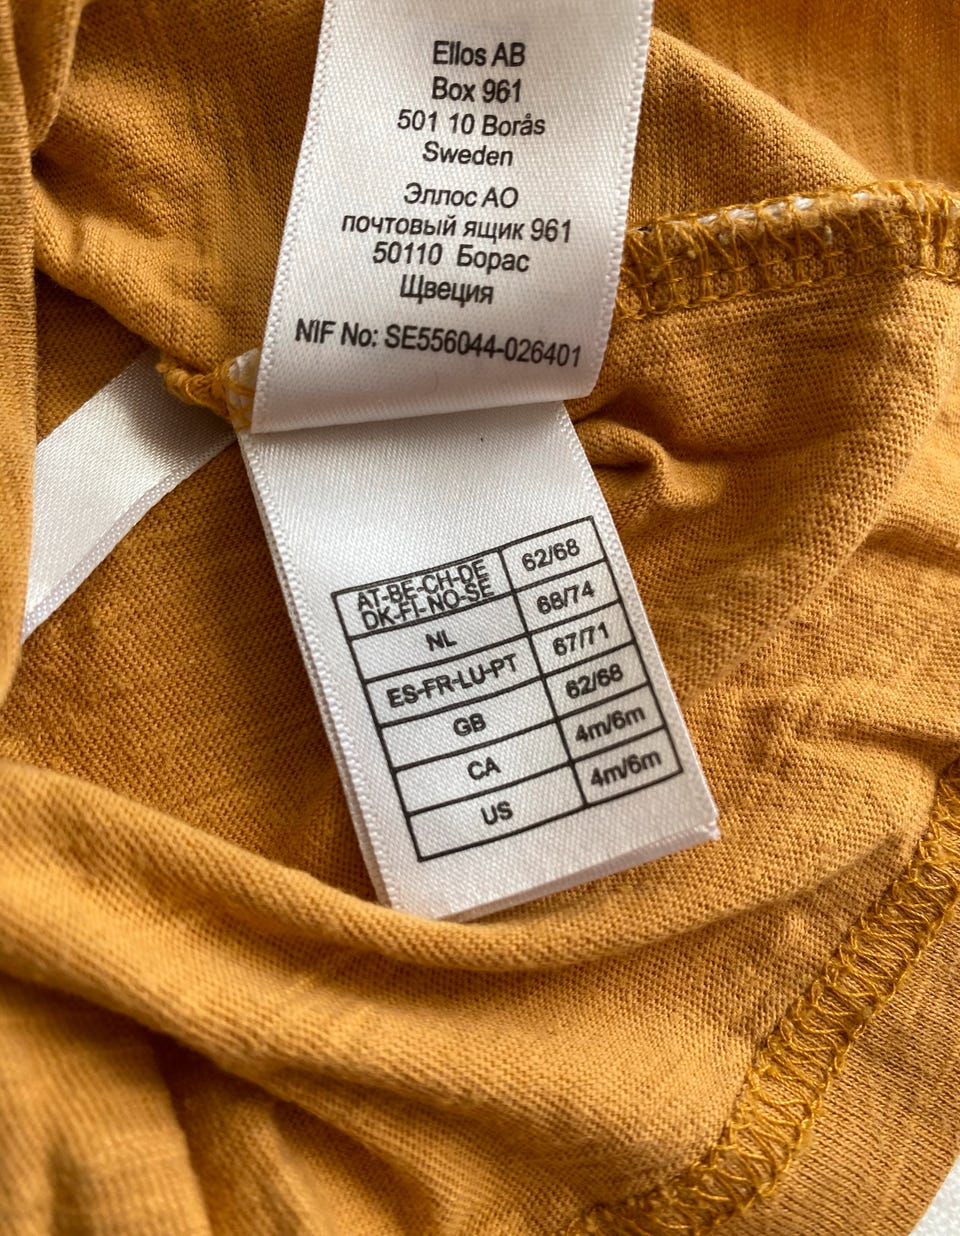 Ellos AB
Box 961
501 10 Borås
Sweden
Эллос АО
почтовый ящик 961
50110 Борас
Щвеция
NIF No: SE556044-026401
AT-BE-CH-DE
DK-FI-NO-SE 62/68
NL 68/74
ES-FR-LU-PT 67/71
GB 62/68
CA 4m/6m
US 4m/6m